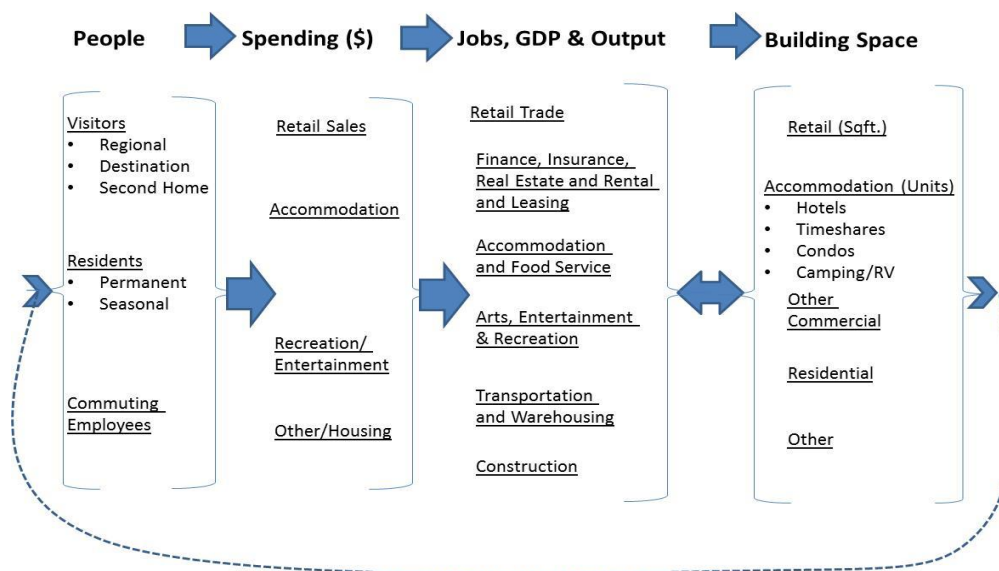 People
Spending ($)
Jobs, GDP & Output
Building Space
Visitors
• Regional
• Destination
• Second Home
Residents
• Permanent
• Seasonal
Commuting
Employees
Retail Sales
Accommodation
Recreation/
Entertainment
Other/Housing
Retail Trade
Finance, Insurance,
Real Estate and Rental
and Leasing
Accommodation
and Food Service
Arts, Entertainment
& Recreation
Transportation
and Warehousing
Construction
Retail (Sqft.)
Accommodation (Units)
• Hotels
• Timeshares
• Condos
• Camping/RV
Other
Commercial
Residential
Other